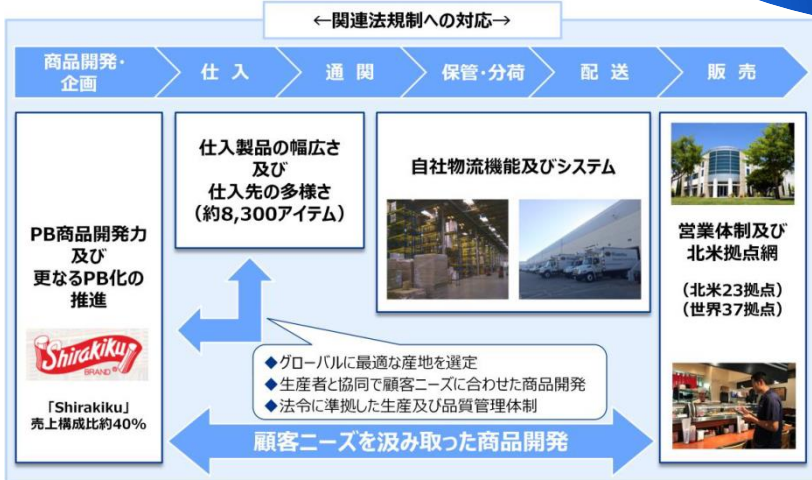 ←関連法規制への対応→
商品開発・
企画
仕 入
通 関
保管・分荷
配 送
販 売
PB商品開発力
及び
更なるPB化の
推進
Shirakiku
BRAND ®
「Shirakiku」
売上構成比約40%
仕入製品の幅広さ
及び
仕入先の多様さ
（約8,300アイテム）
自社物流機能及びシステム
営業体制及び
北米拠点網
（北米23拠点）
（世界37拠点）
◆グローバルに最適な産地を選定
◆生産者と協同で顧客ニーズに合わせた商品開発
◆法令に準拠した生産及び品質管理体制
顧客ニーズを汲み取った商品開発